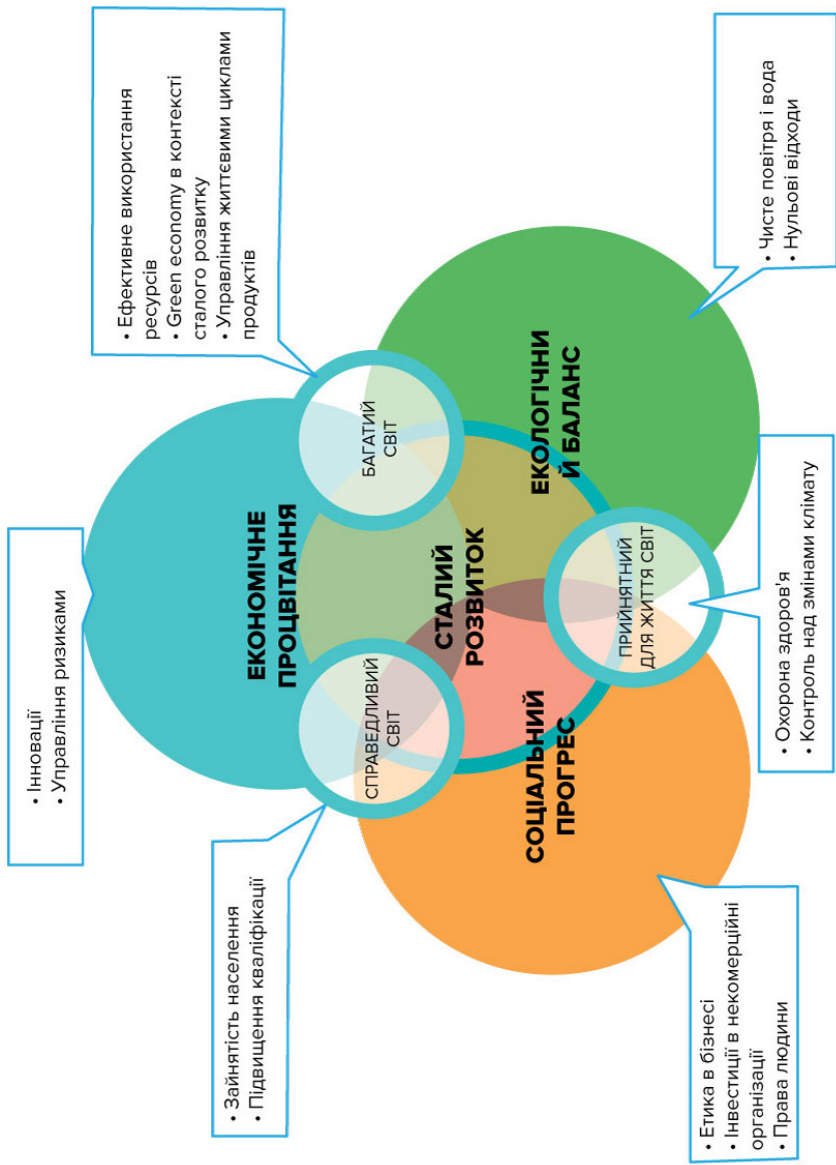 • Інновації
• Управління ризиками
• Ефективне використання
ресурсів
• Green economy в контексті
сталого розвитку
• Управління життєвими циклами
продуктів
• Зайнятість населення
• Підвищення кваліфікації
ЕКОНОМІЧНЕ
ПРОЦВІТАННЯ
СПРАВЕДЛИВИЙ
СВІТ
БАГАТИЙ
СВІТ
СТАЛИЙ
РОЗВИТОК
СОЦІАЛЬНИЙ
ПРОГРЕС
ЕКОЛОГІЧНИ
Й БАЛАНС
ПРИЙНЯТНИЙ
ДЛЯ ЖИТТЯ СВІТ
• Етика в бізнесі
• Інвестиції в некомерційні
організації
• Права людини
• Охорона здоров'я
• Контроль над змінами клімату
• Чисте повітря і вода
• Нульові відходи